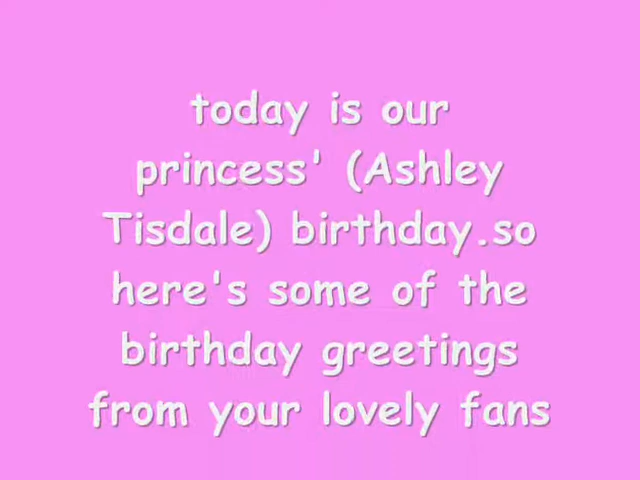 today is our
princess' (Ashley
Tisdale) birthday.so
here's some of the
birthday greetings
from your lovely fans